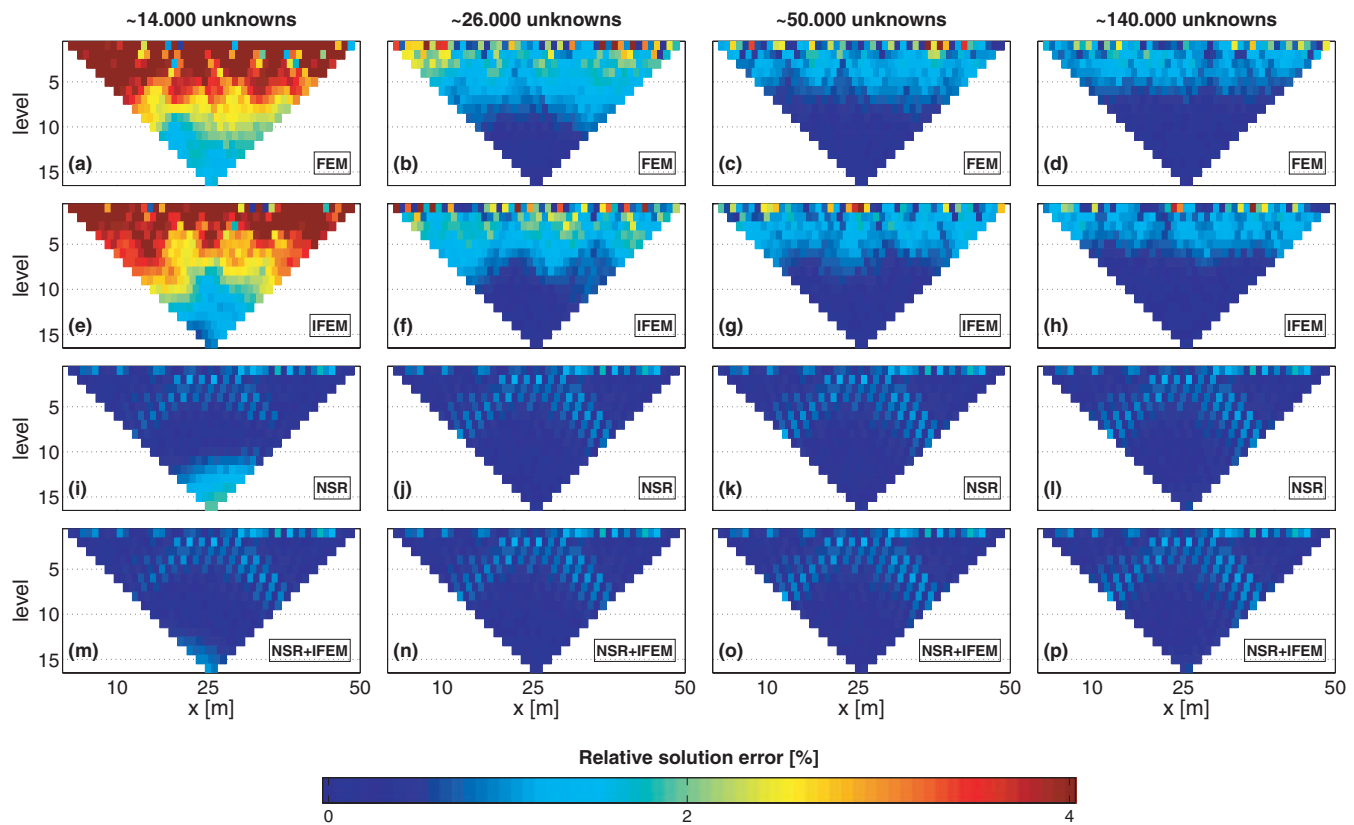 ~14.000 unknowns ~26.000 unknowns ~50.000 unknowns ~140.000 unknowns
level
5
10
15
(a) FEM (b) FEM (c) FEM (d) FEM
level
5
10
15
(e) IFEM (f) IFEM (g) IFEM (h) IFEM
level
5
10
15
(i) NSR (j) NSR (k) NSR (l) NSR
level
5
10
15
(m) NSR+IFEM (n) NSR+IFEM (o) NSR+IFEM (p) NSR+IFEM
10 25 50 10 25 50 10 25 50 10 25 50
x [m] x [m] x [m] x [m]
Relative solution error [%]
0 2 4